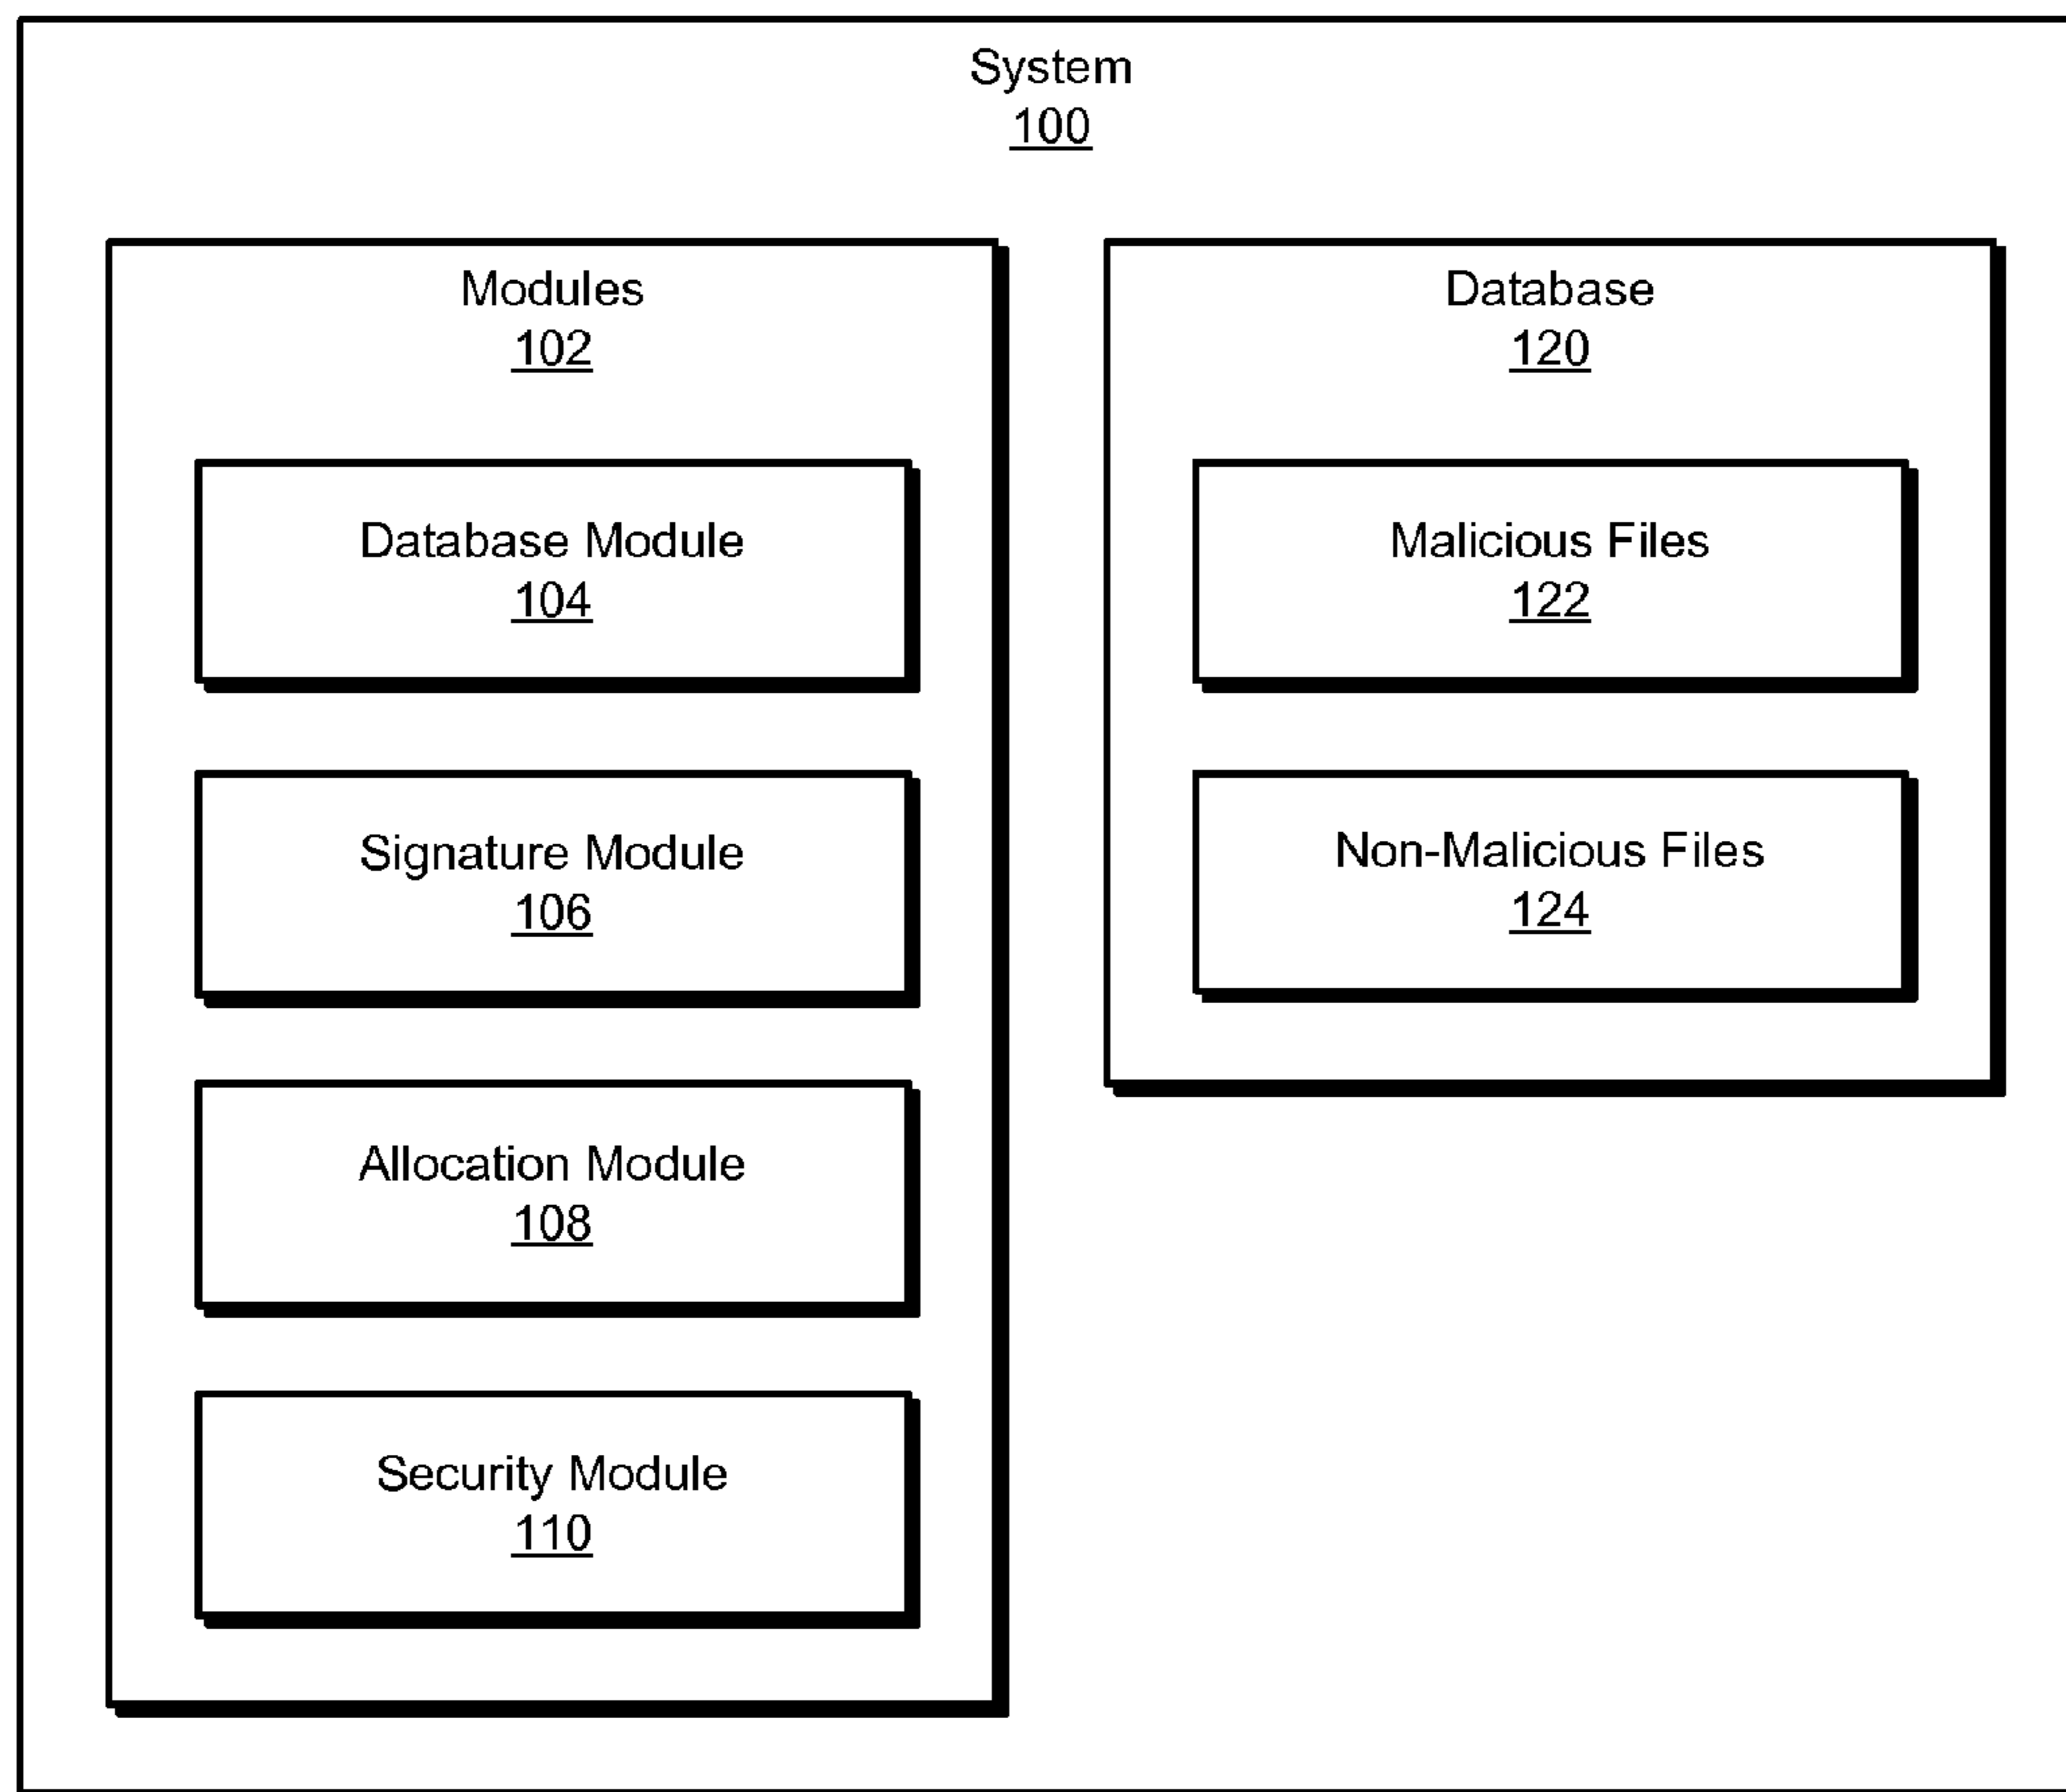 System
100
Modules
102
Database Module
104
Signature Module
106
Allocation Module
108
Security Module
110
Database
120
Malicious Files
122
Non-Malicious Files
124